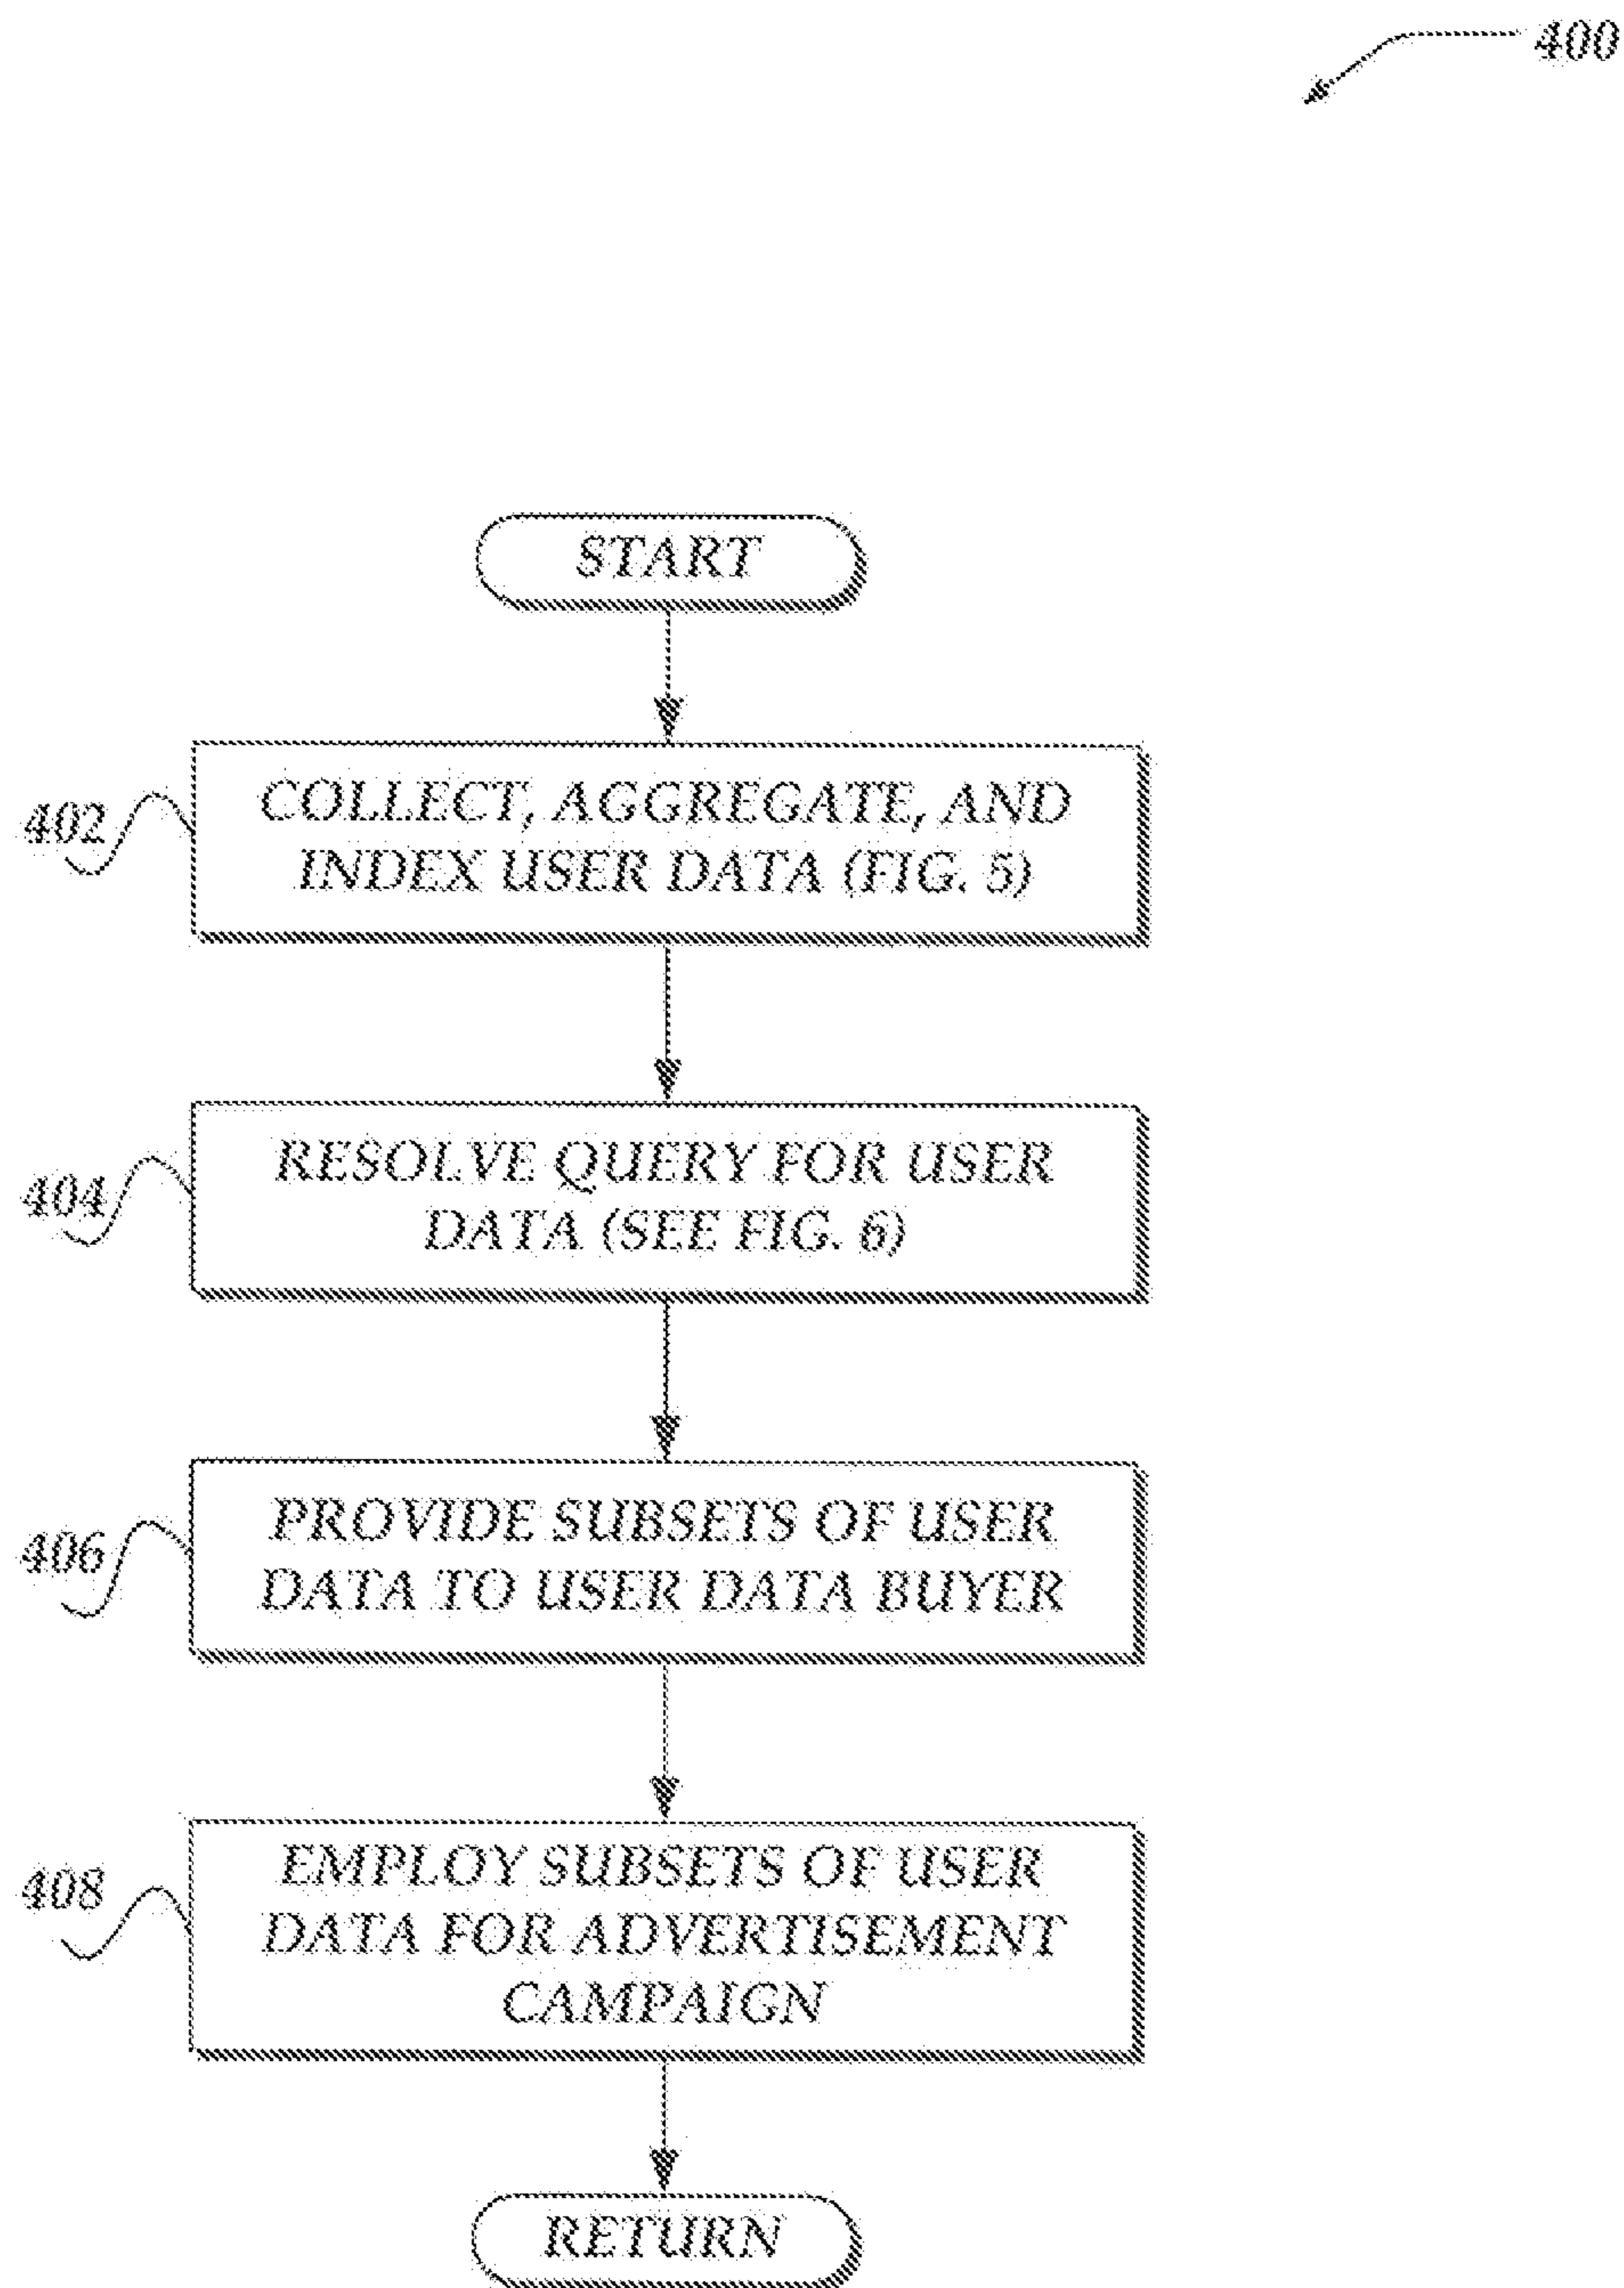 400
START
402
COLLECT, AGGREGATE, AND
INDEX USER DATA (FIG. 5)
404
RESOLVE QUERY FOR USER
DATA (SEE FIG. 6)
406
PROVIDE SUBSETS OF USER
DATA TO USER DATA BUYER
408
EMPLOY SUBSETS OF USER
DATA FOR ADVERTISEMENT
CAMPAIGN
RETURN